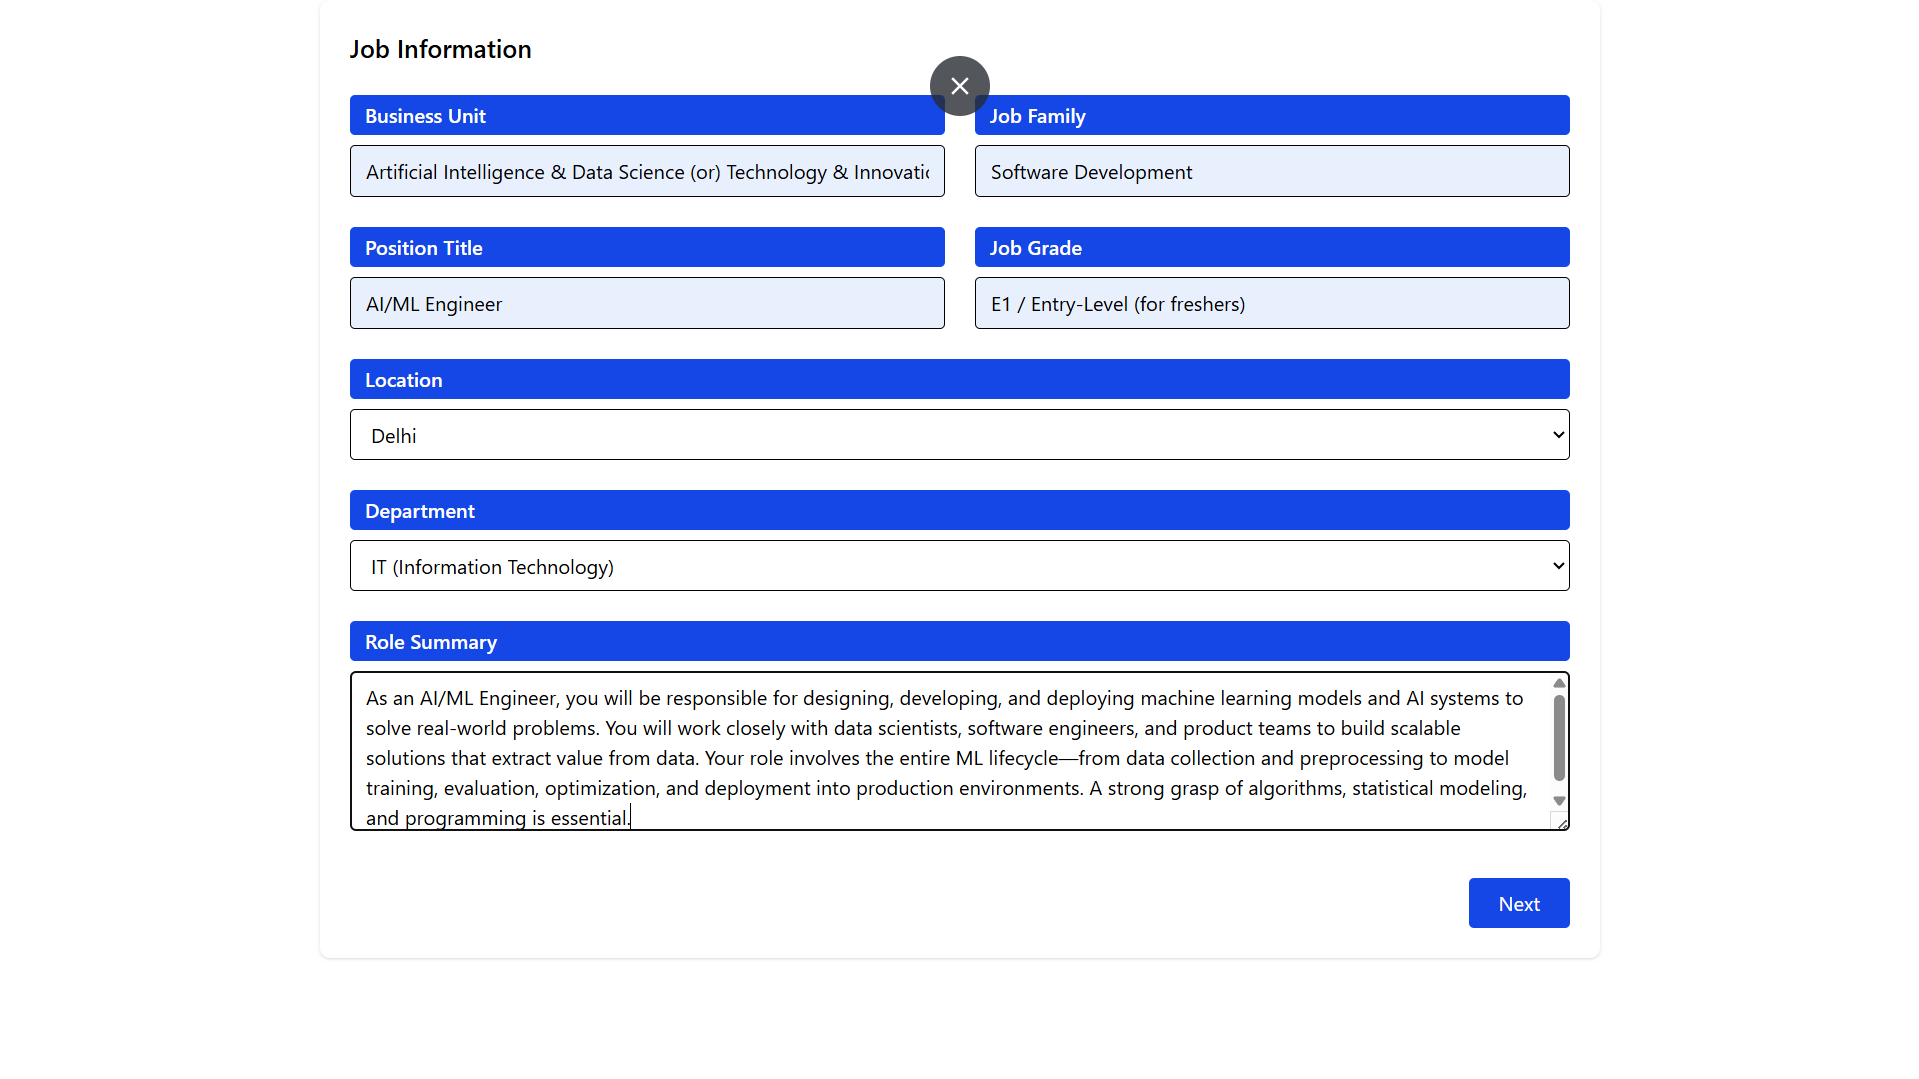 Job Information
Business Unit
Job Family
Artificial Intelligence & Data Science (or) Technology & Innovatio
Software Development
Position Title
Job Grade
AI/ML Engineer
E1 / Entry-Level (for freshers)
Location
Delhi
Department
IT (Information Technology)
Role Summary
As an AI/ML Engineer, you will be responsible for designing, developing, and deploying machine learning models and AI systems to
solve real-world problems. You will work closely with data scientists, software engineers, and product teams to build scalable
solutions that extract value from data. Your role involves the entire ML lifecycle—from data collection and preprocessing to model
training, evaluation, optimization, and deployment into production environments. A strong grasp of algorithms, statistical modeling,
and programming is essential.
Next